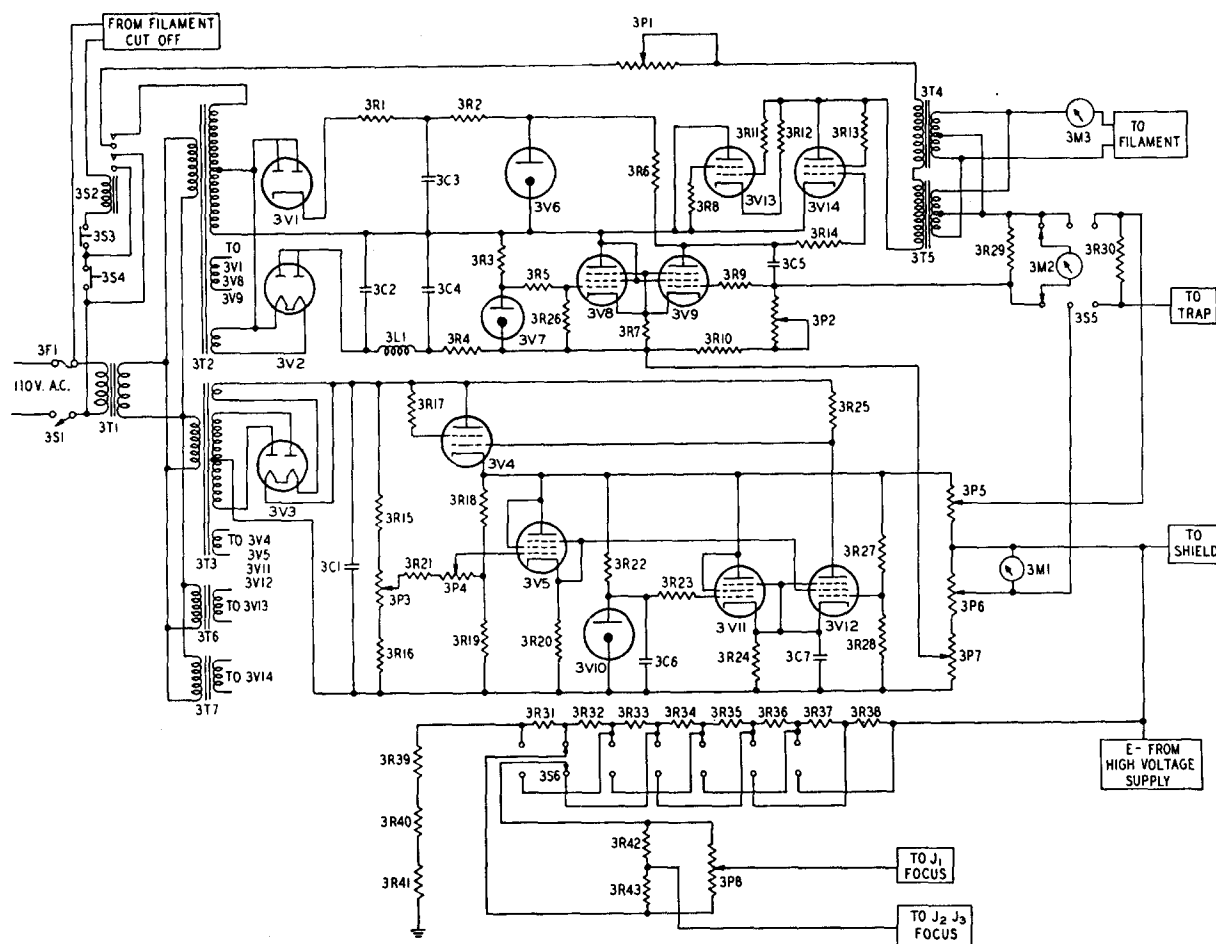 FROM FILAMENT
CUT OFF
3P1
3T4
3R1
3R2
3R11
3R12
3R13
3M3
TO
FILAMENT
3R6
3S2
3C3
3V1
3V6
3R8
3V13
3V14
3S3
TO
3V1
3V8
3V9
3R3
3R14
3T5
3R29
3M2
3R30
3S4
3C2
3C4
3R5
3C5
3R9
3R26
3V8
3V9
3P2
3S5
TO
TRAP
3F1
3L1
3R4
3V7
3R7
3R10
3V2
3T2
110V. A.C.
3S1
3T1
3R17
3R25
3V4
3V3
3R18
3P5
3R15
TO 3V4
3V5
3V11
3V12
3T3
3C1
3R21
3P4
3V5
3R22
3R27
TO
SHIELD
3M1
3R23
3P3
3P6
TO 3V13
3T6
3R16
3R19
3R20
3V10
3C6
3V11
3V12
3R24
3C7
3R28
3P7
TO 3V14
3T7
3R31
3R32
3R33
3R34
3R35
3R36
3R37
3R38
3R39
3S6
E- FROM
HIGH VOLTAGE
SUPPLY
3R40
3R42
3R41
3R43
3P8
TO J1
FOCUS
TO J2 J3
FOCUS